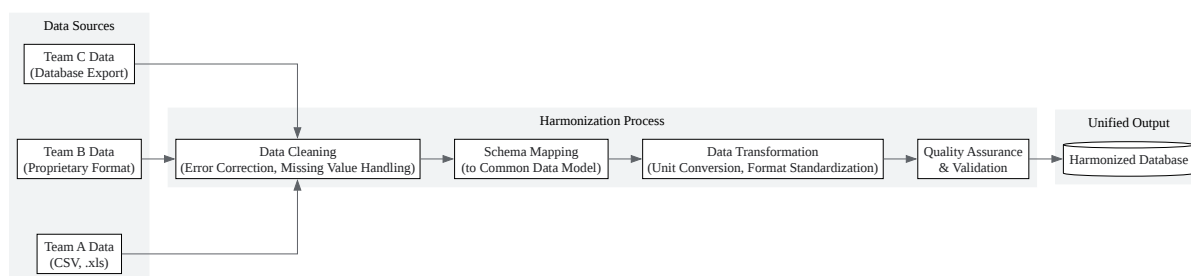 Data Sources
Team C Data
(Database Export)
Team B Data
(Proprietary Format)
Team A Data
(CSV, .xls)
Harmonization Process
Data Cleaning
(Error Correction, Missing Value Handling)
Schema Mapping
(to Common Data Model)
Data Transformation
(Unit Conversion, Format Standardization)
Quality Assurance
& Validation
Unified Output
Harmonized Database